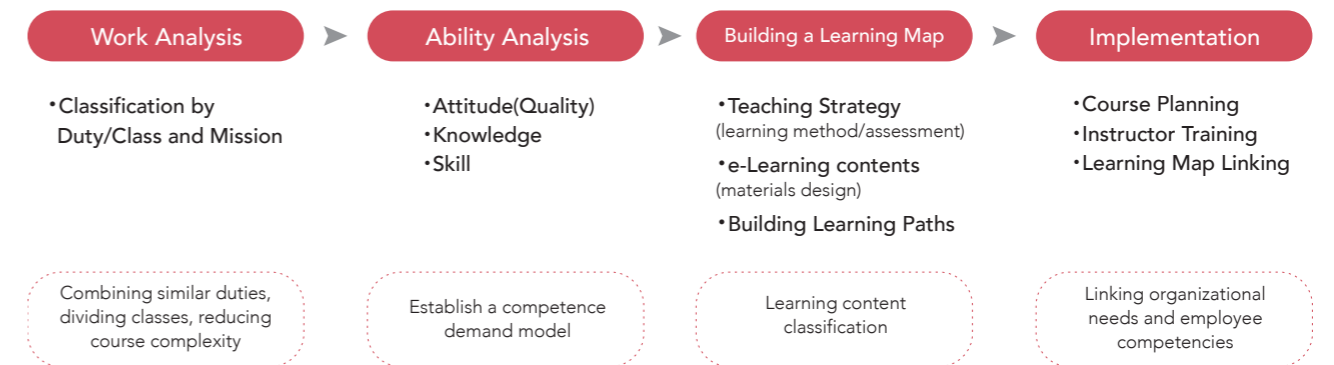 Work Analysis
Ability Analysis
Building a Learning Map
Implementation
・Classification by
Duty/Class and Mission
・Attitude(Quality)
・Knowledge
・Skill
・Teaching Strategy
(learning method/assessment)
・e-Learning contents
(materials design)
・Building Learning Paths
・Course Planning
・Instructor Training
・Learning Map Linking
Combining similar duties,
dividing classes, reducing
course complexity
Establish a competence
demand model
Learning content
classification
Linking organizational
needs and employee
competencies